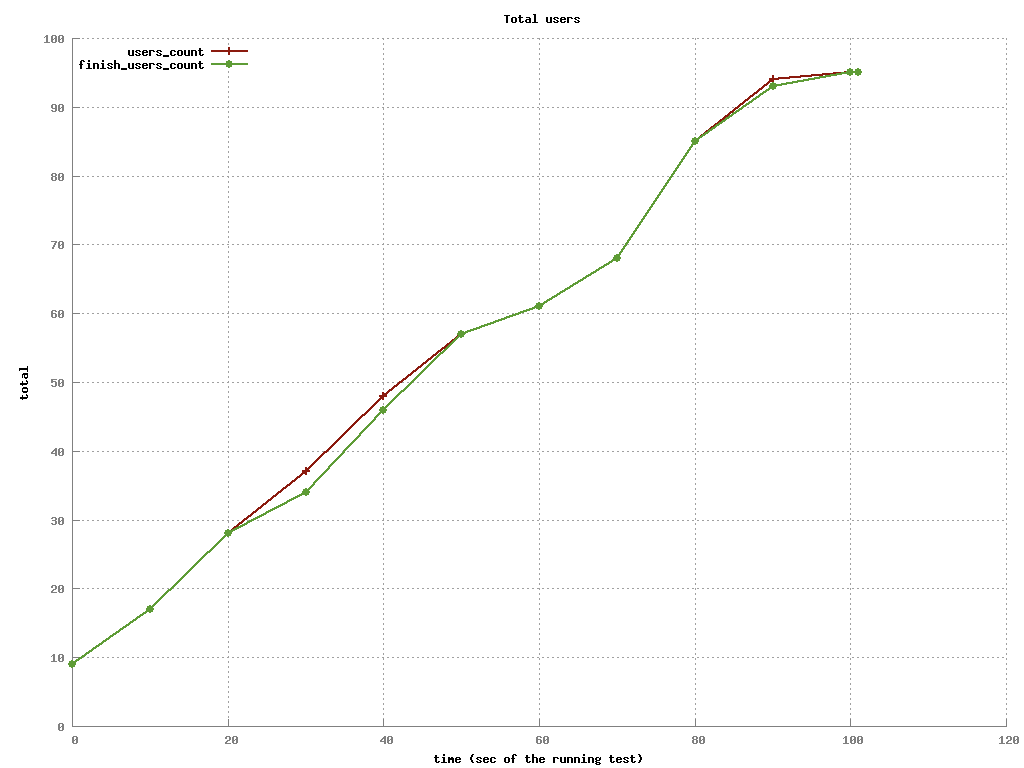 Total users
users_count
finish_users_count
100
90
80
70
60
50
40
30
20
10
0
total
0 20 40 60 80 100 120
time (sec of the running test)